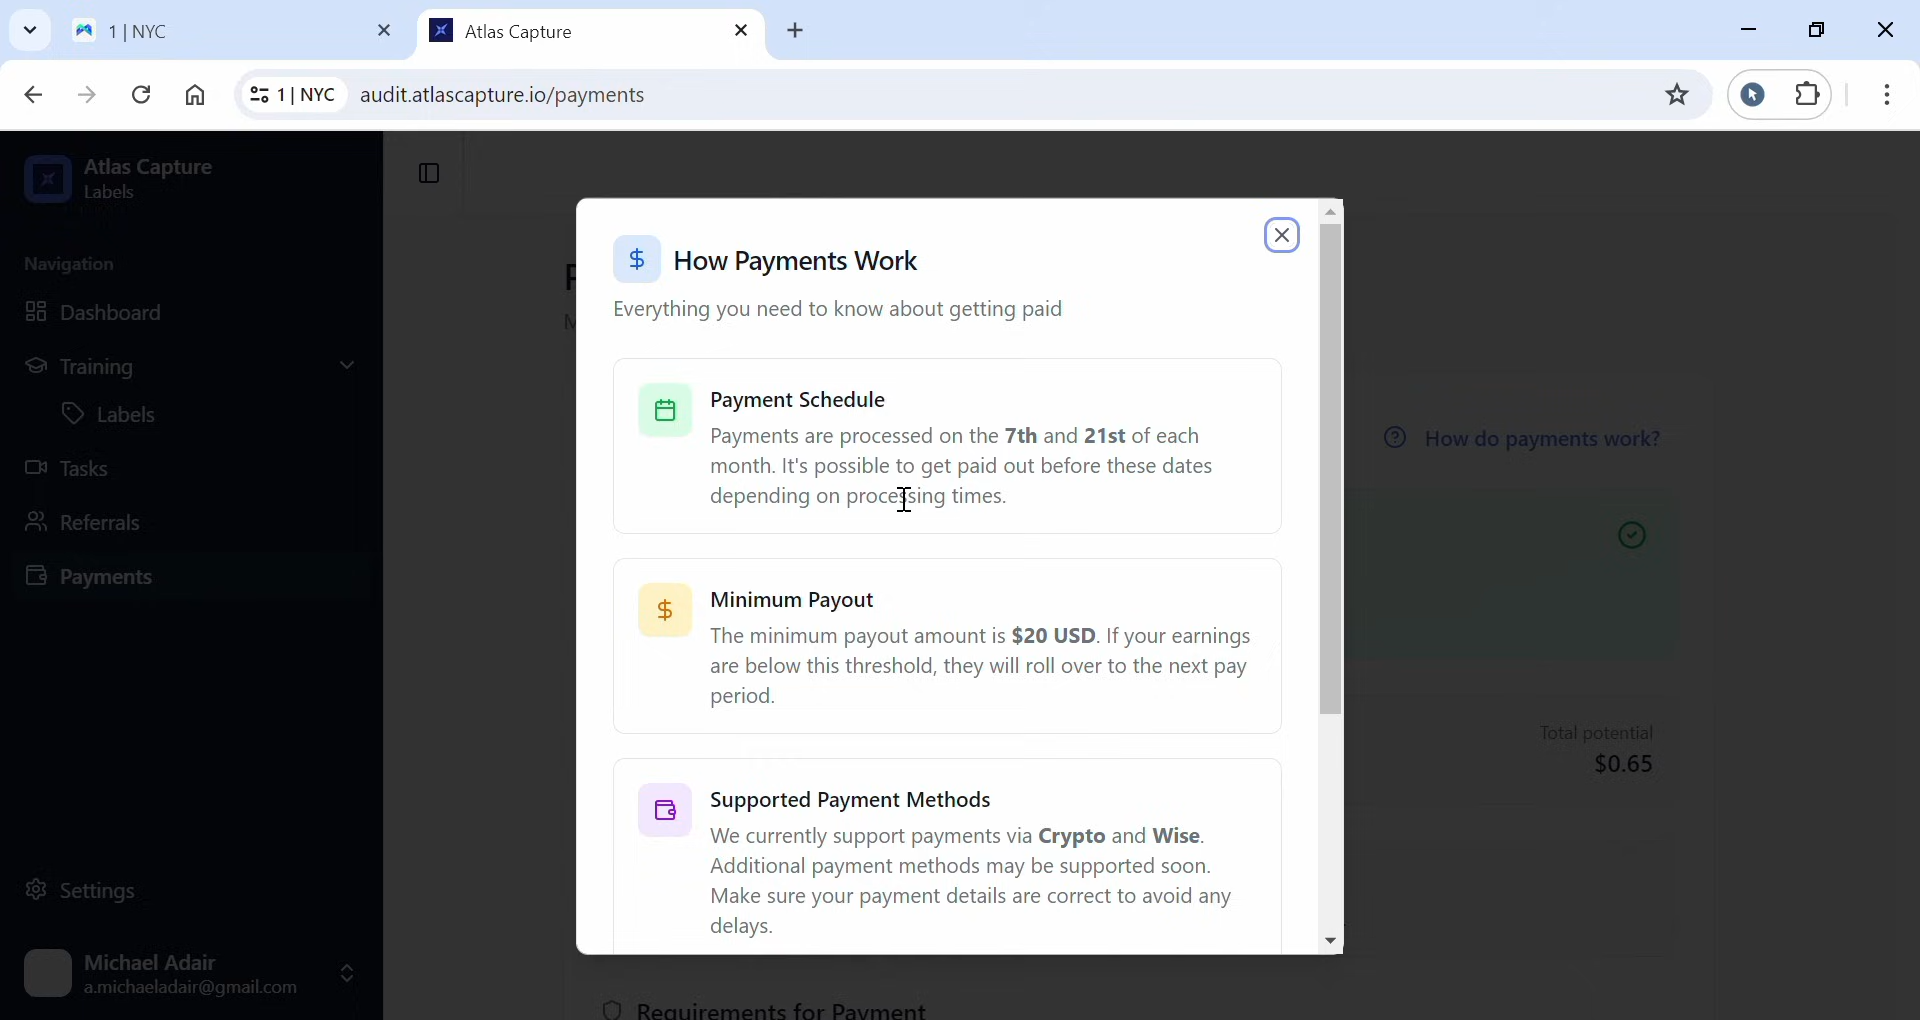 1 | NYC
Atlas Capture
1 | NYC
audit.atlascapture.io/payments
Atlas Capture
Labels
Navigation
Dashboard
Training
Labels
Tasks
Referrals
Payments
Settings
Michael Adair
a.michaeladair@gmail.com
How Payments Work
Everything you need to know about getting paid
Payment Schedule
Payments are processed on the 7th and 21st of each
month. It's possible to get paid out before these dates
depending on processing times.
Minimum Payout
The minimum payout amount is $20 USD. If your earnings
are below this threshold, they will roll over to the next pay
period.
Supported Payment Methods
We currently support payments via Crypto and Wise.
Additional payment methods may be supported soon.
Make sure your payment details are correct to avoid any
delays.
How do payments work?
Total potential
$0.65
Requirements for Payment